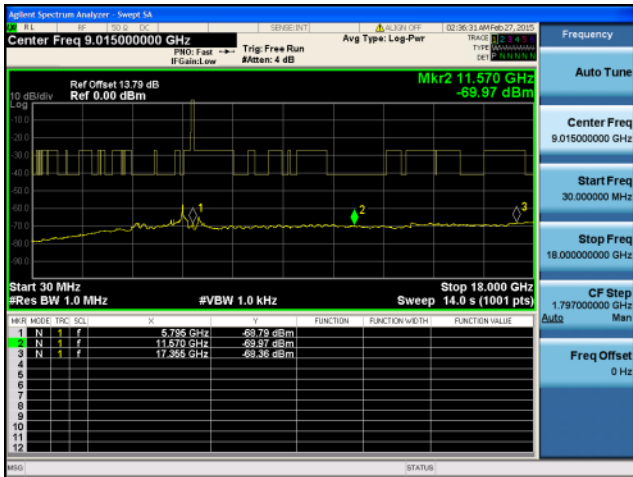 Agilent Spectrum Analyzer - Swept SA
RL RF 50 Ω DC SENSE:INT ALIGN OFF 02:36:31 AM Feb 27, 2015
Center Freq 9.015000000 GHz
PNO: Fast
IFGain:Low
Trig: Free Run
#Atten: 4 dB
Avg Type: Log-Pwr
TRACE 1 2 3 4 5 6
TYPE
DET P N N N N N
Mkr2 11.570 GHz
-69.97 dBm
Ref Offset 13.79 dB
10 dB/div Ref 0.00 dBm
Log
-10.0
-20.0
-30.0
-40.0
-50.0
-60.0
-70.0
-80.0
-90.0
1
2
3
Start 30 MHz Stop 18.000 GHz
#Res BW 1.0 MHz #VBW 1.0 kHz Sweep 14.0 s (1001 pts)
MKR MODE TRC SCL X Y FUNCTION FUNCTION WIDTH FUNCTION VALUE
1 N 1 f 5.795 GHz -68.79 dBm
2 N 1 f 11.570 GHz -69.97 dBm
3 N 1 f 17.355 GHz -68.36 dBm
4
5
6
7
8
9
10
11
12
MSG STATUS
Frequency
Auto Tune
Center Freq
9.015000000 GHz
Start Freq
30.000000 MHz
Stop Freq
18.000000000 GHz
CF Step
1.797000000 GHz
Auto Man
Freq Offset
0 Hz